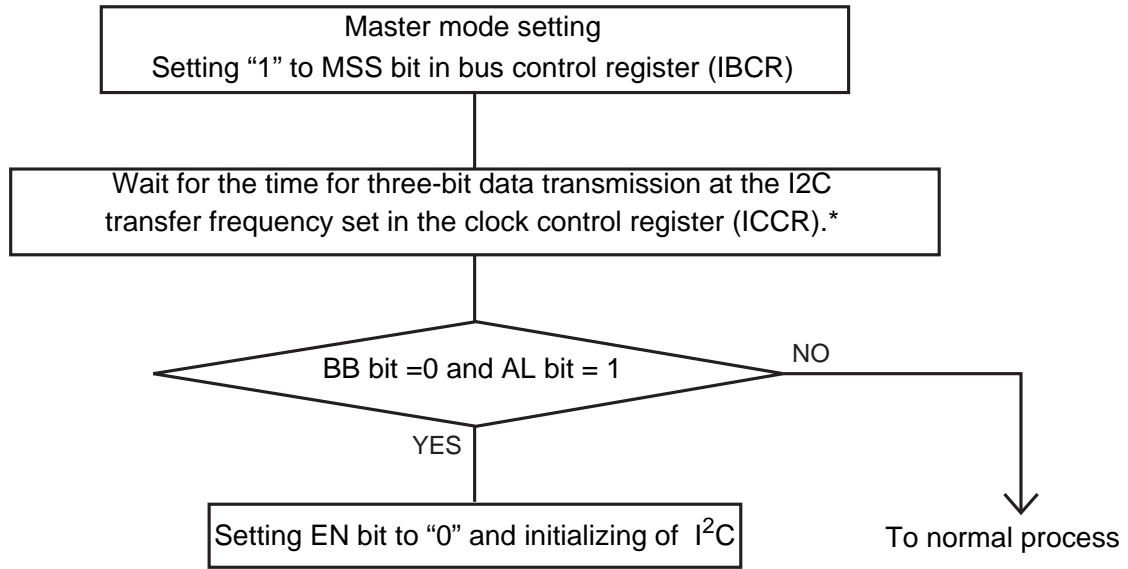 Master mode setting
Setting “1” to MSS bit in bus control register (IBCR)
Wait for the time for three-bit data transmission at the I2C
transfer frequency set in the clock control register (ICCR).*
BB bit =0 and AL bit = 1
NO
YES
Setting EN bit to “0” and initializing of I²C
To normal process